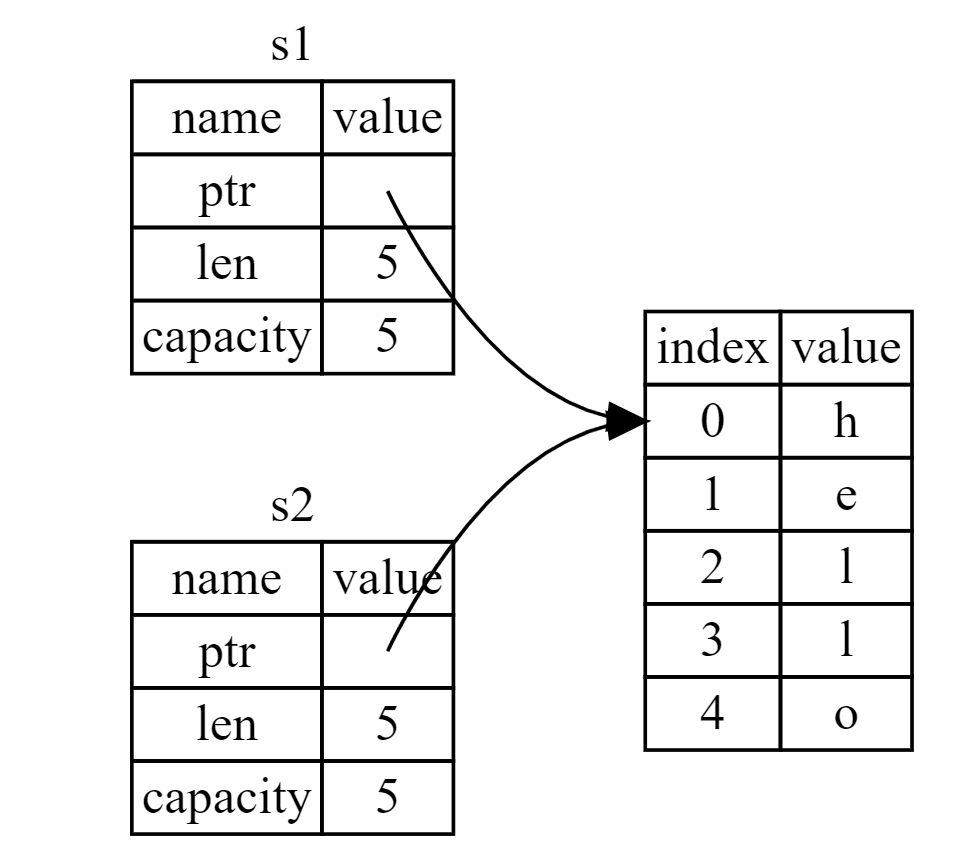 s1
name value
ptr
len 5
capacity 5
s2
name value
ptr
len 5
capacity 5
index value
0 h
1 e
2 l
3 l
4 o